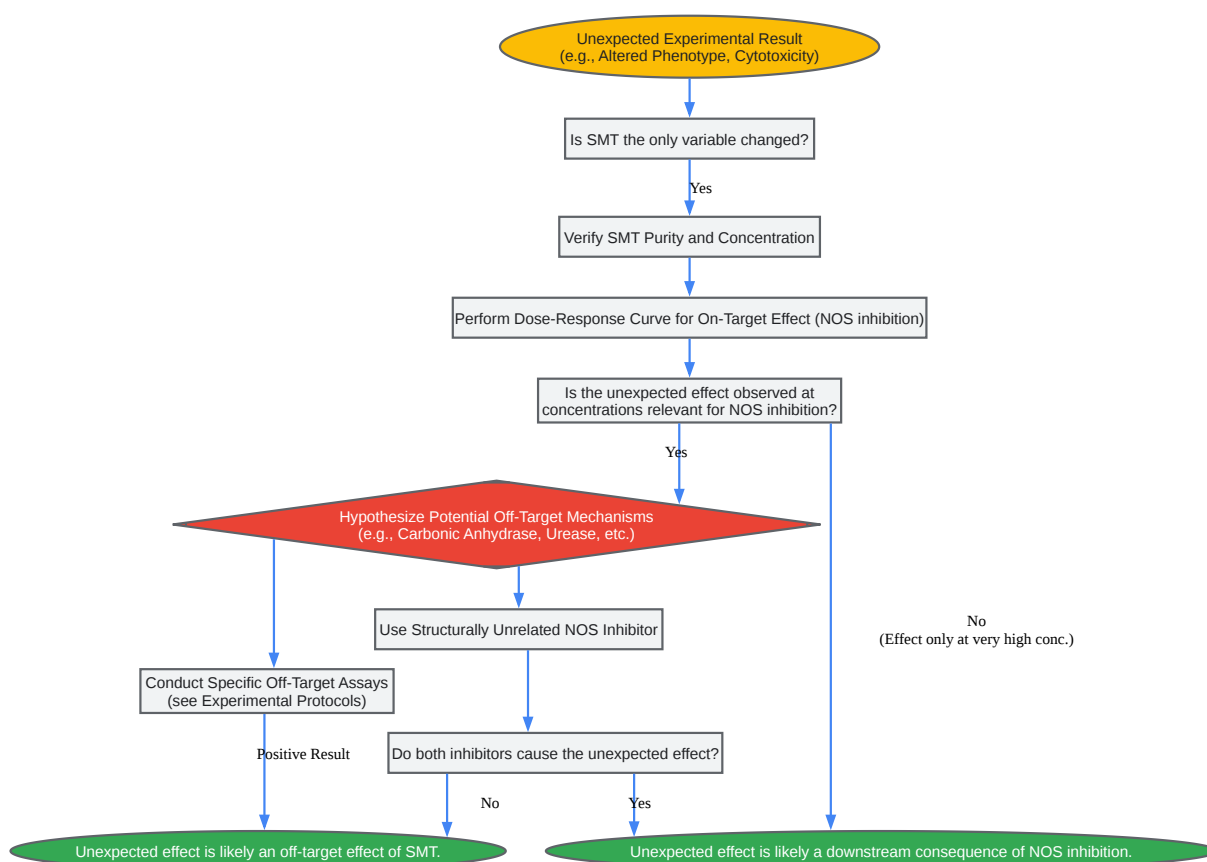 Unexpected Experimental Result
(e.g., Altered Phenotype, Cytotoxicity)
Is SMT the only variable changed?
Yes
Verify SMT Purity and Concentration
Perform Dose-Response Curve for On-Target Effect (NOS inhibition)
Is the unexpected effect observed at
concentrations relevant for NOS inhibition?
Yes
Hypothesize Potential Off-Target Mechanisms
(e.g., Carbonic Anhydrase, Urease, etc.)
No
(Effect only at very high conc.)
Use Structurally Unrelated NOS Inhibitor
Conduct Specific Off-Target Assays
(see Experimental Protocols)
Positive Result
Do both inhibitors cause the unexpected effect?
No
Yes
Unexpected effect is likely an off-target effect of SMT.
Unexpected effect is likely a downstream consequence of NOS inhibition.